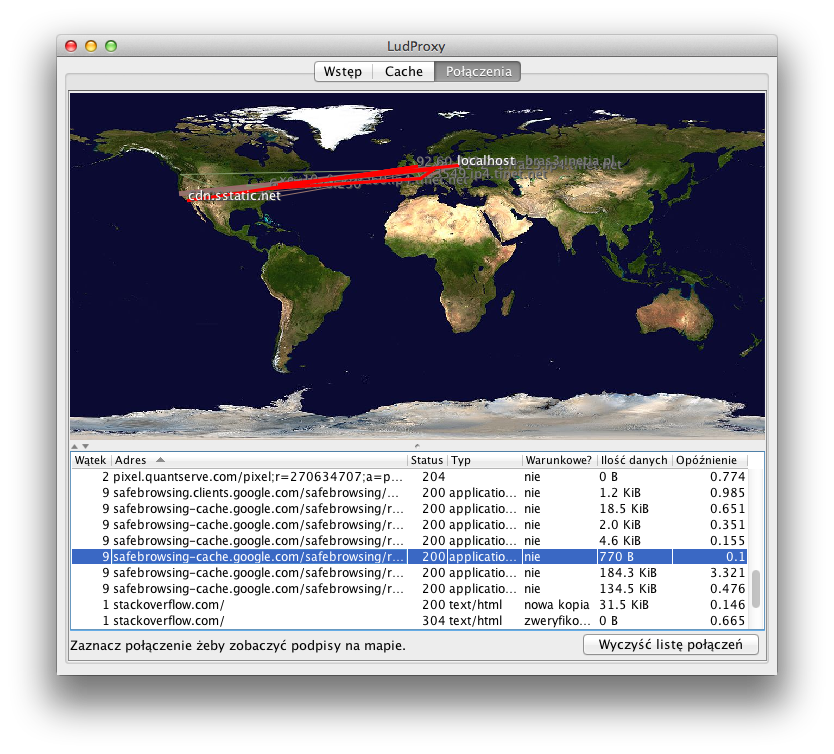 LudProxy
Wstęp Cache Połączenia
localhost
bras3.inetia.pl
cdn.sstatic.net
Wątek Adres Status Typ Warunkowe? Ilość danych Opóźnienie
2 pixel.quantserve.com/pixel;r=270634707;a=p... 204 nie 0 B 0.774
9 safebrowsing.clients.google.com/safebrowsing/... 200 applicatio... nie 1.2 KiB 0.985
9 safebrowsing-cache.google.com/safebrowsing/r... 200 applicatio... nie 18.5 KiB 0.651
9 safebrowsing-cache.google.com/safebrowsing/r... 200 applicatio... nie 2.0 KiB 0.351
9 safebrowsing-cache.google.com/safebrowsing/r... 200 applicatio... nie 4.6 KiB 0.155
9 safebrowsing-cache.google.com/safebrowsing/r... 200 applicatio... nie 770 B 0.1
9 safebrowsing-cache.google.com/safebrowsing/r... 200 applicatio... nie 184.3 KiB 3.321
9 safebrowsing-cache.google.com/safebrowsing/r... 200 applicatio... nie 134.5 KiB 0.476
1 stackoverflow.com/ 200 text/html nowa kopia 31.5 KiB 0.146
1 stackoverflow.com/ 304 text/html zweryfiko... 0 B 0.665
Zaznacz połączenie żeby zobaczyć podpisy na mapie.
Wyczyść listę połączeń